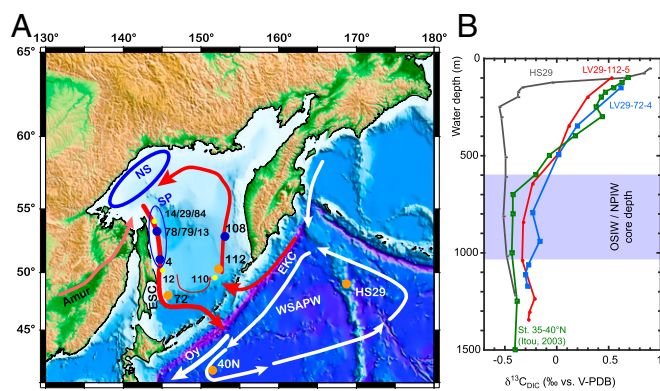 A
130° 140° 150° 160° 170° 180°
65°
60°
55°
50°
45°
NS
SP
14/29/84
78/79/13
108
4
112
12
110
72
Amur
ESC
EKC
HS29
WSAPW
Oy
40N
B
0
500
1000
1500
Water depth (m)
HS29
LV29-112-5
LV29-72-4
OSIW / NPIW
core depth
St. 35-40°N
(Itou, 2003)
-0.5 0 0.5 1
δ¹³C_DIC (‰ vs. V-PDB)